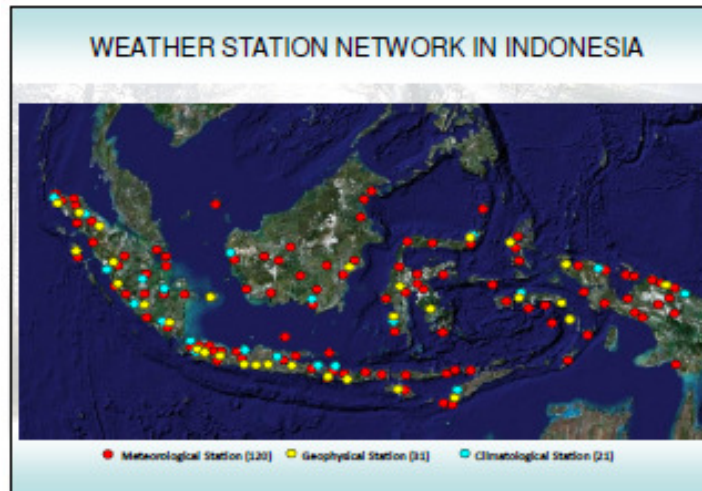 WEATHER STATION NETWORK IN INDONESIA
Meteorological Station (120) Geophysical Station (31) Climatological Station (21)